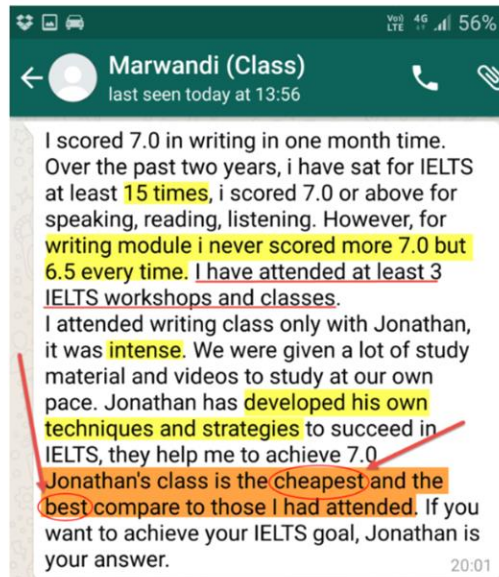 Voo) LTE 4G 56%
Marwandi (Class)
last seen today at 13:56
I scored 7.0 in writing in one month time.
Over the past two years, i have sat for IELTS
at least 15 times, i scored 7.0 or above for
speaking, reading, listening. However, for
writing module i never scored more 7.0 but
6.5 every time. I have attended at least 3
IELTS workshops and classes.
I attended writing class only with Jonathan,
it was intense. We were given a lot of study
material and videos to study at our own
pace. Jonathan has developed his own
techniques and strategies to succeed in
IELTS, they help me to achieve 7.0
Jonathan's class is the cheapest and the
best compare to those I had attended. If you
want to achieve your IELTS goal, Jonathan is
your answer.
20:01